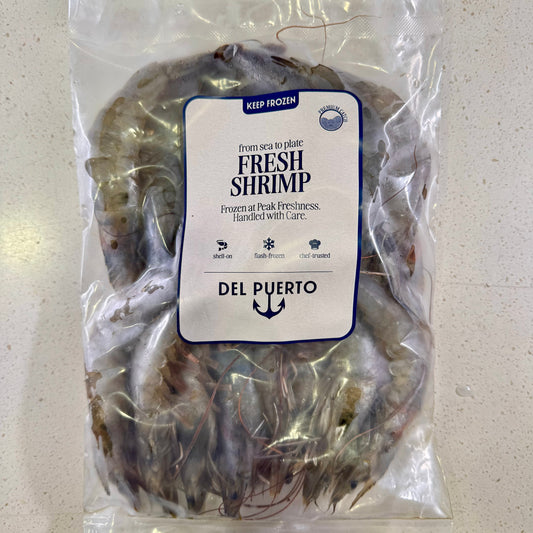 KEEP FROZEN
from sea to plate
FRESH
SHRIMP
Frozen at Peak Freshness.
Handled with Care.
shell-on flash-frozen chef-trusted
DEL PUERTO